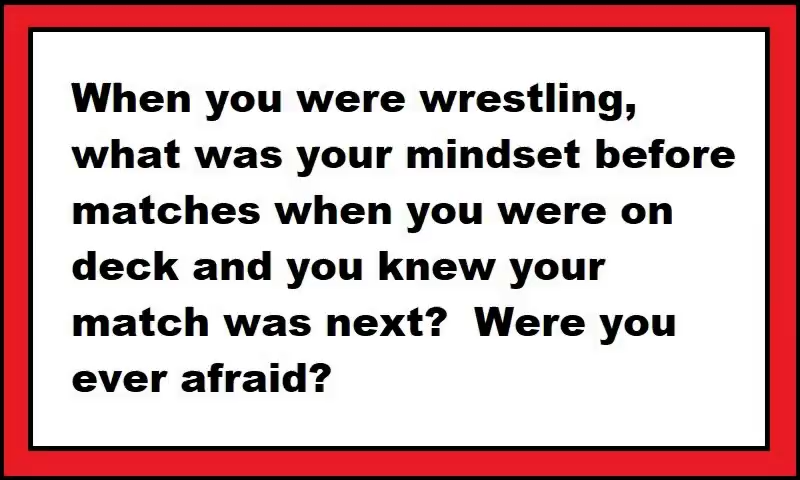 When you were wrestling,
what was your mindset before
matches when you were on
deck and you knew your
match was next?  Were you
ever afraid?